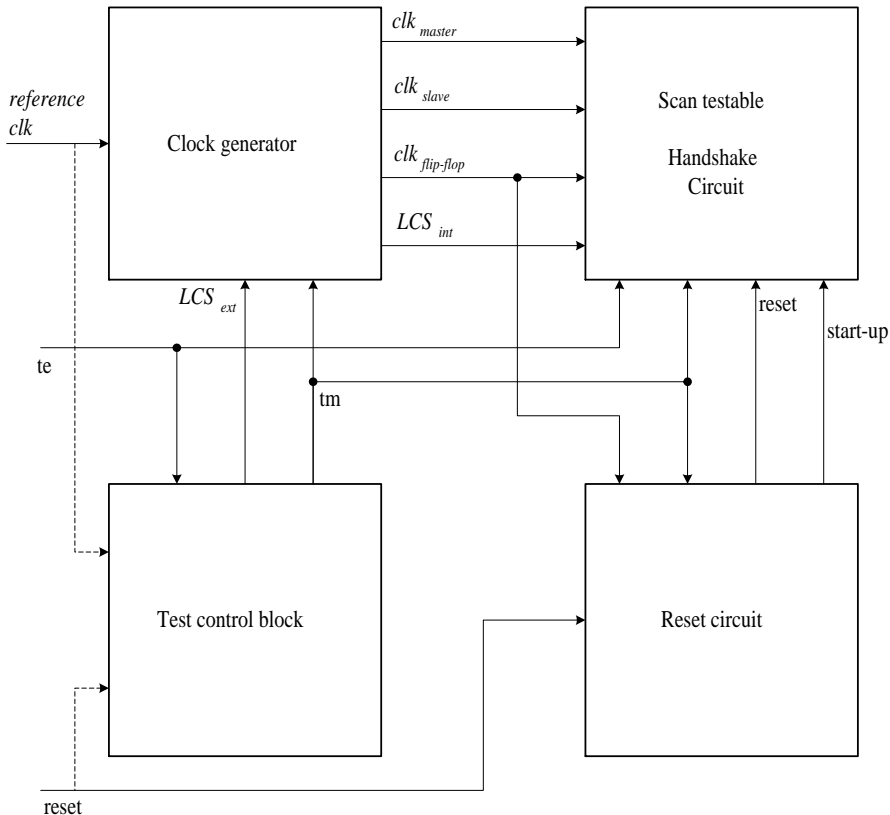 clk master
reference
clk
Clock generator
clk slave
clk flip-flop
LCS int
Scan testable
Handshake
Circuit
LCS ext
reset
start-up
te
tm
Test control block
Reset circuit
reset